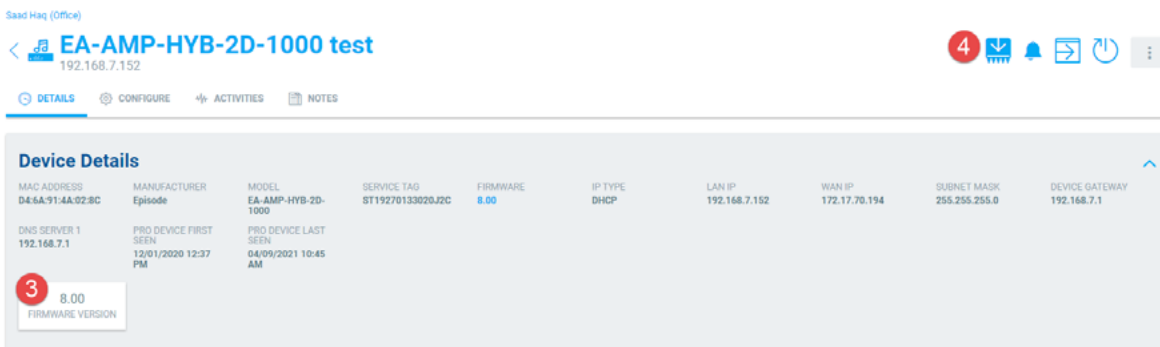 Saad Haq (Office)
EA-AMP-HYB-2D-1000 test
192.168.7.152
4
DETAILS CONFIGURE ACTIVITIES NOTES
Device Details
MAC ADDRESS MANUFACTURER MODEL SERVICE TAG FIRMWARE IP TYPE LAN IP WAN IP SUBNET MASK DEVICE GATEWAY
D4:6A:91:4A:02:8C Episode EA-AMP-HYB-2D- ST19270133020J2C 8.00 DHCP 192.168.7.152 172.17.70.194 255.255.255.0 192.168.7.1
1000
DNS SERVER 1 PRO DEVICE FIRST PRO DEVICE LAST
192.168.7.1 SEEN SEEN
12/01/2020 12:37 04/09/2021 10:45
PM AM
3
8.00
FIRMWARE VERSION